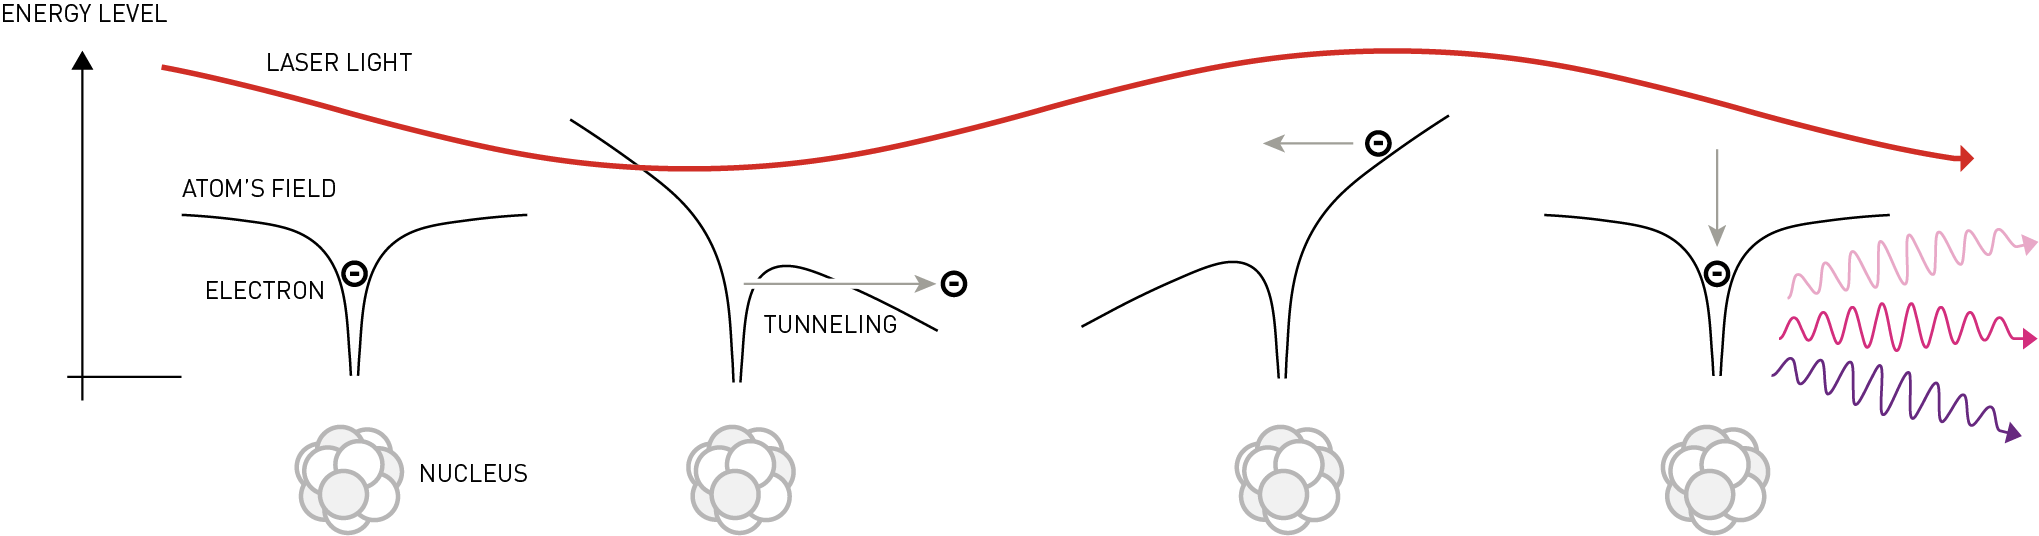 ENERGY LEVEL
LASER LIGHT
ATOM’S FIELD
ELECTRON
TUNNELING
NUCLEUS